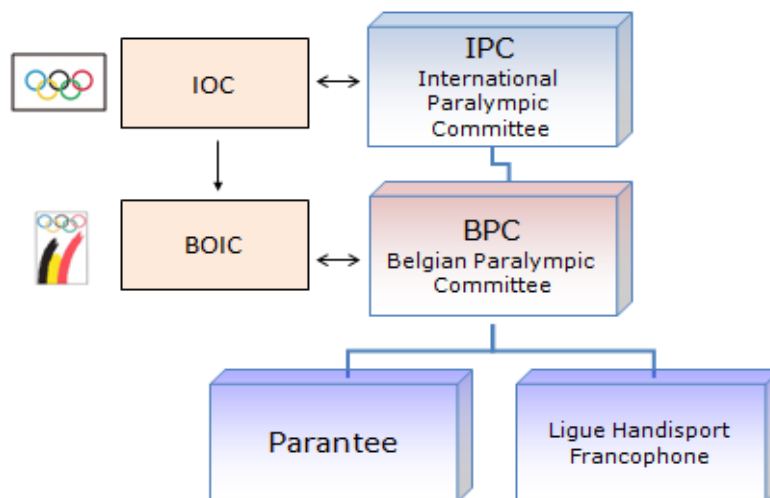 IOC
IPC
International
Paralympic
Committee
BOIC
BPC
Belgian Paralympic
Committee
Parantee
Ligue Handisport
Francophone